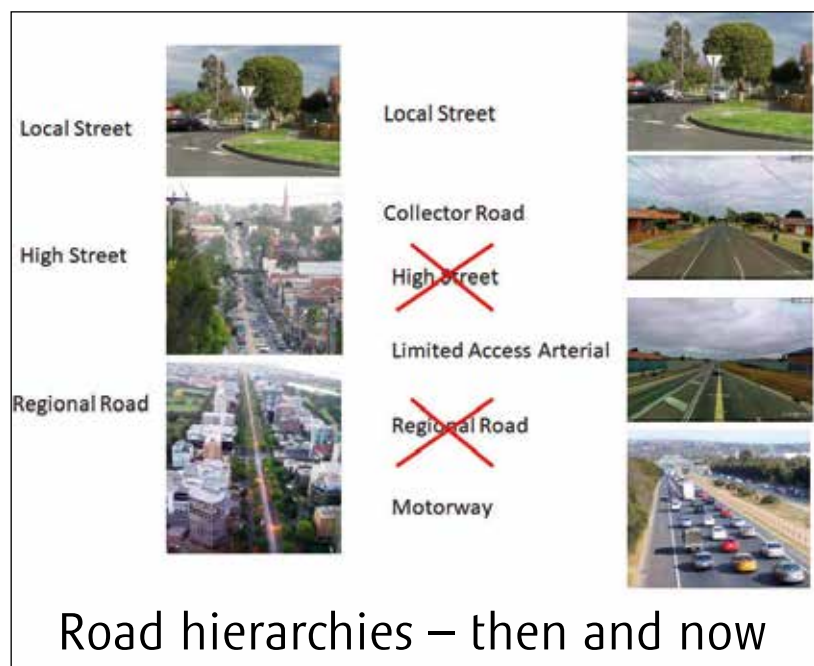 Local Street
High Street
Regional Road
Local Street
Collector Road
High Street
Limited Access Arterial
Regional Road
Motorway
Road hierarchies – then and now